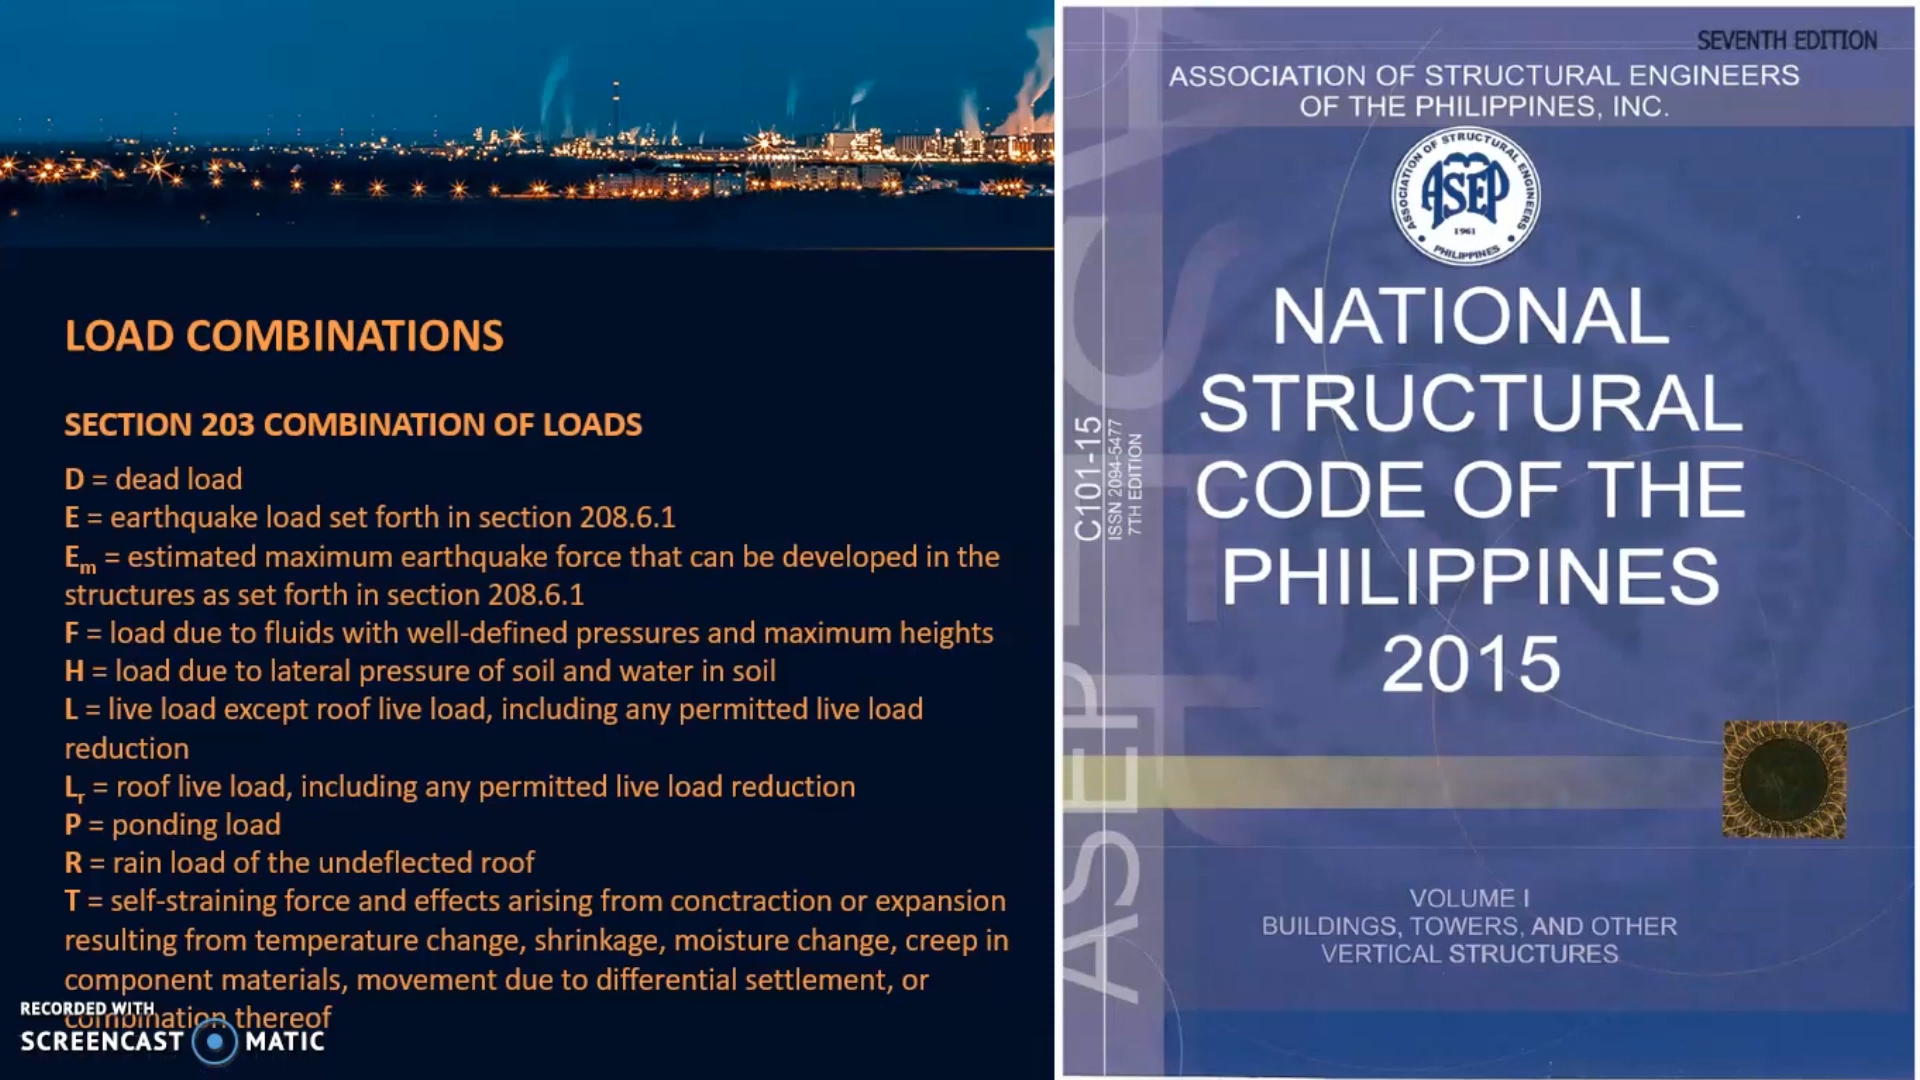 LOAD COMBINATIONS
SECTION 203 COMBINATION OF LOADS
D = dead load
E = earthquake load set forth in section 208.6.1
Em = estimated maximum earthquake force that can be developed in the
structures as set forth in section 208.6.1
F = load due to fluids with well-defined pressures and maximum heights
H = load due to lateral pressure of soil and water in soil
L = live load except roof live load, including any permitted live load
reduction
Lr = roof live load, including any permitted live load reduction
P = ponding load
R = rain load of the undeflected roof
T = self-straining force and effects arising from conctraction or expansion
resulting from temperature change, shrinkage, moisture change, creep in
component materials, movement due to differential settlement, or
combination thereof
RECORDED WITH
SCREENCAST MATIC
SEVENTH EDITION
ASSOCIATION OF STRUCTURAL ENGINEERS
OF THE PHILIPPINES, INC.
ASSOCIATION OF STRUCTURAL ENGINEERS
ASEP
1961
PHILIPPINES
NATIONAL
STRUCTURAL
CODE OF THE
PHILIPPINES
2015
C101-15
ISSN 2094-5477
7TH EDITION
ASEP
VOLUME I
BUILDINGS, TOWERS, AND OTHER
VERTICAL STRUCTURES